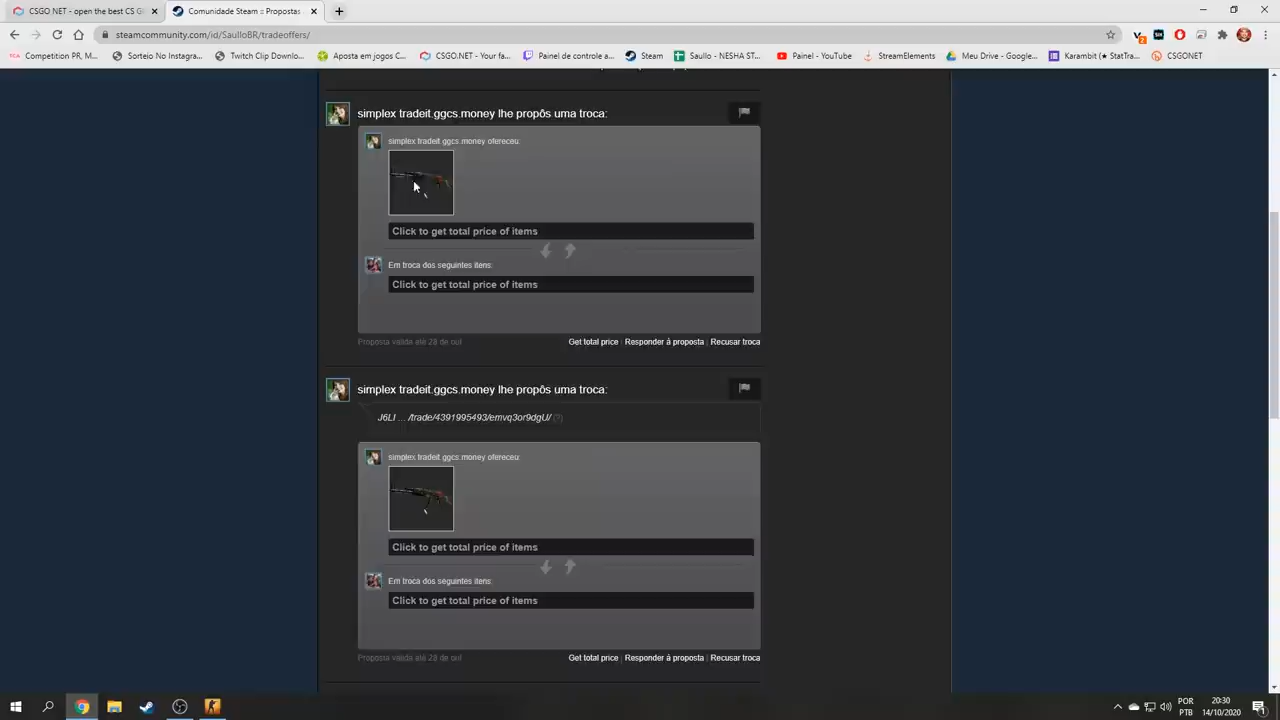 CSGO.NET - open the best CS G
Comunidade Steam :: Propostas
steamcommunity.com/id/SaulloBR/tradeoffers/
Competition PR, M...
Sorteio No Instagra...
Twitch Clip Downlo...
Aposta em jogos C...
CSGO.NET - Your fa...
Painel de controle a...
Steam
Saullo - NESHA ST...
Painel - YouTube
StreamElements
Meu Drive - Google...
Karambit (★ StatTra...
CSGONET
simplex tradeit.ggcs.money lhe propôs uma troca:
simplex tradeit.ggcs.money ofereceu:
Click to get total price of items
Em troca dos seguintes itens:
Click to get total price of items
Proposta válida até 28 de out
Get total price | Responder à proposta | Recusar troca
simplex tradeit.ggcs.money lhe propôs uma troca:
J6LI ... /trade/4391995493/emvq3or9dgU/ (?)
simplex tradeit.ggcs.money ofereceu:
Click to get total price of items
Em troca dos seguintes itens:
Click to get total price of items
Proposta válida até 28 de out
Get total price | Responder à proposta | Recusar troca
POR
PTB
20:30
14/10/2020